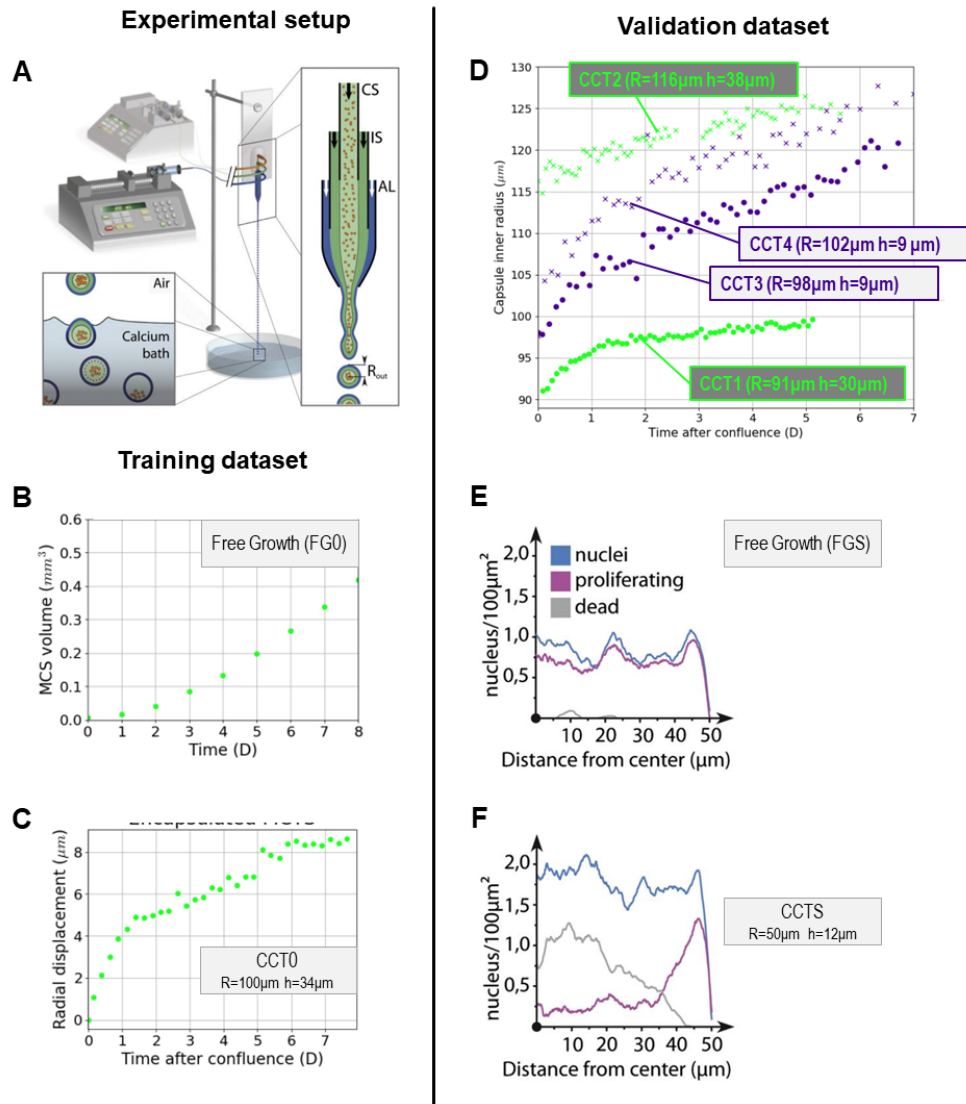 Experimental setup
A
CS
IS
AL
Air
Calcium
bath
R_out
Training dataset
B
Free Growth (FG0)
MCS volume (mm³)
0.6
0.5
0.4
0.3
0.2
0.1
0.0
0 1 2 3 4 5 6 7 8
Time (D)
C
Radial displacement (μm)
8
6
4
2
0
CCT0
R=100μm h=34μm
0 1 2 3 4 5 6 7
Time after confluence (D)
Validation dataset
D
Capsule inner radius (μm)
130
125
120
115
110
105
100
95
90
CCT2 (R=116μm h=38μm)
CCT4 (R=102μm h=9 μm)
CCT3 (R=98μm h=9μm)
CCT1 (R=91μm h=30μm)
0 1 2 3 4 5 6 7
Time after confluence (D)
E
Free Growth (FGS)
nuclei
proliferating
dead
nucleus/100μm²
2,0
1,5
1,0
0,5
10 20 30 40 50
Distance from center (μm)
F
CCTS
R=50μm h=12μm
nucleus/100μm²
2,0
1,5
1,0
0,5
10 20 30 40 50
Distance from center (μm)